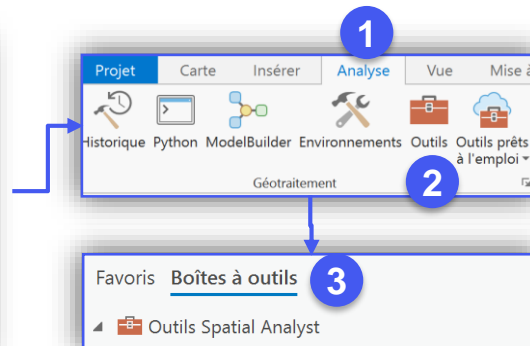 1
Projet Carte Insérer Analyse Vue Mise à
Historique Python ModelBuilder Environnements Outils Outils prêts
à l'emploi
2
Géotraitement
Favoris Boîtes à outils 3
Outils Spatial Analyst